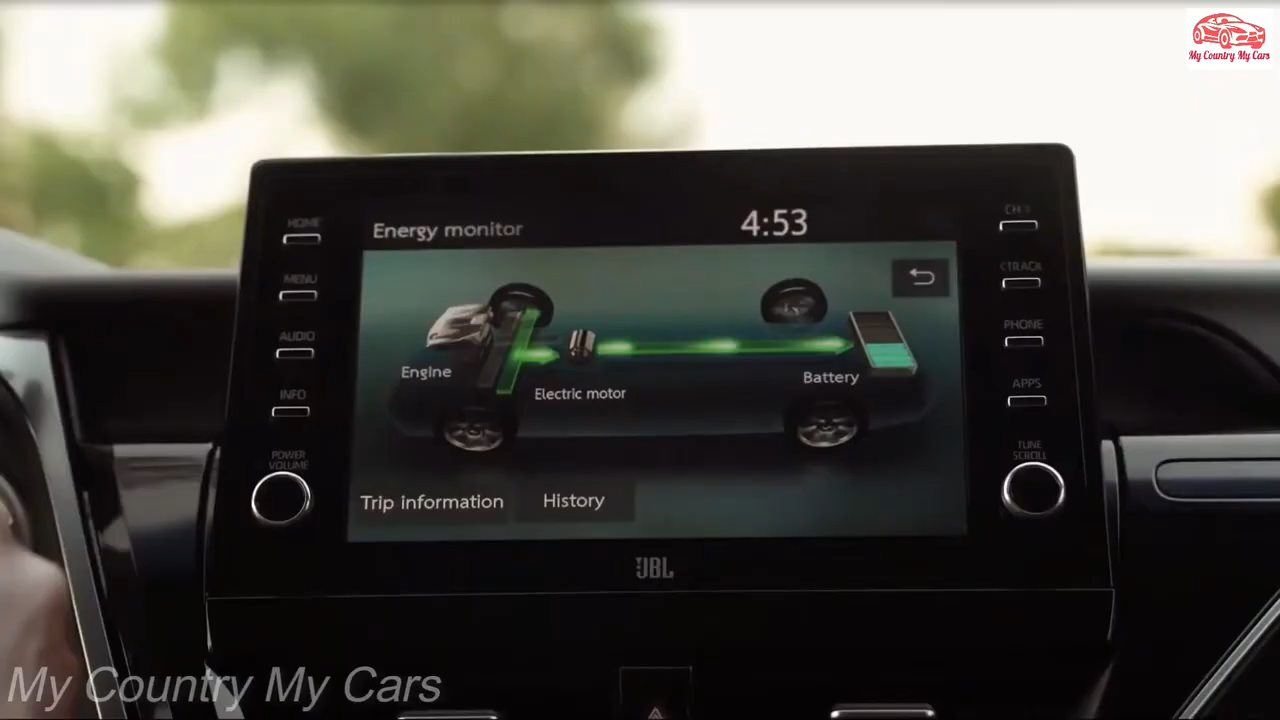 My Country My Cars
HOME
Energy monitor
4:53
CH
MENU
TRACK
AUDIO
PHONE
Engine
Electric motor
Battery
INFO
APPS
POWER
VOLUME
TUNE
SCROLL
Trip information
History
JBL
My Country My Cars